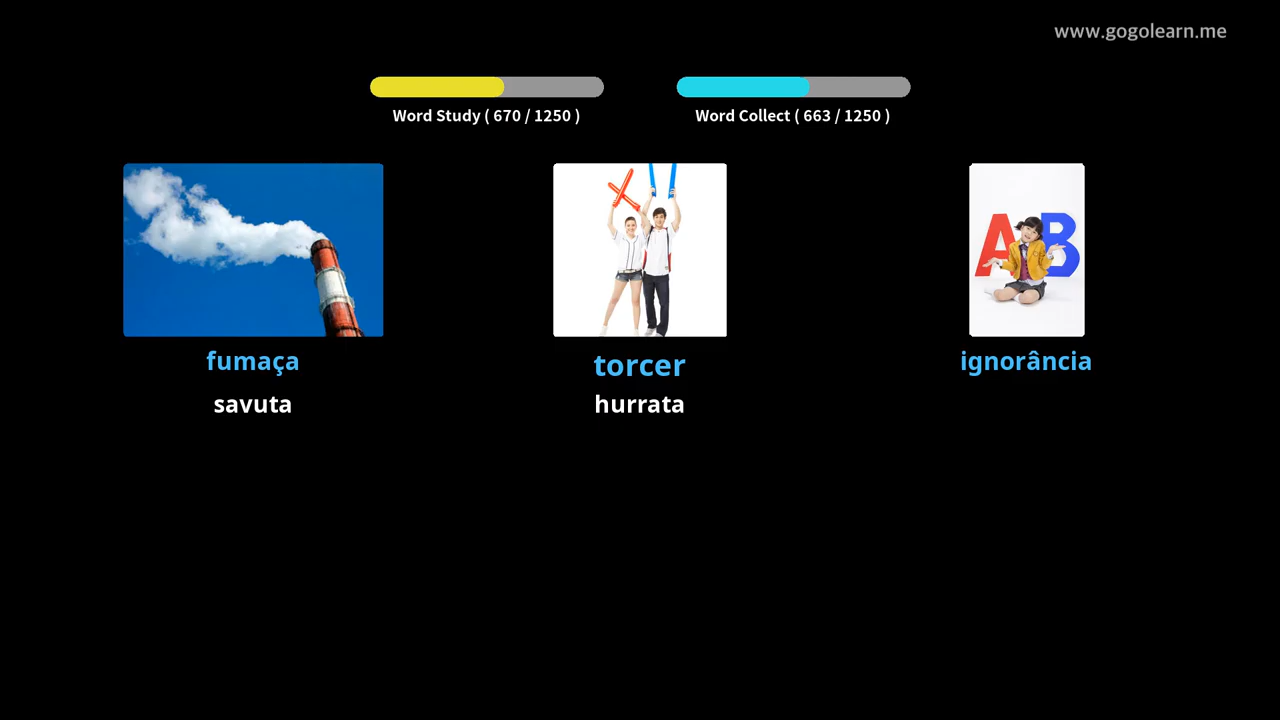 www.gogolearn.me
Word Study ( 670 / 1250 )
Word Collect ( 663 / 1250 )
A B
fumaça
torcer
ignorância
savuta
hurrata